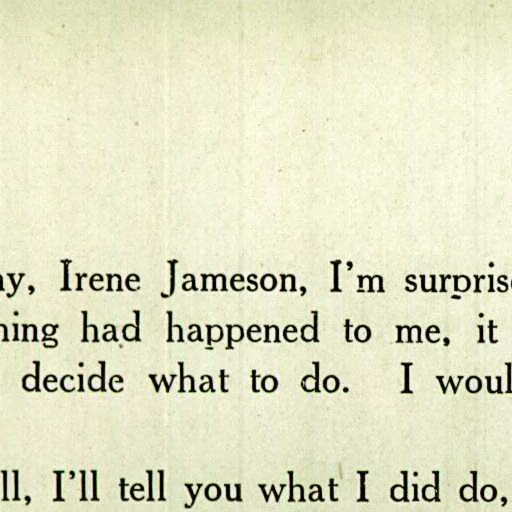 ay, Irene Jameson, I'm surpris
hing had happened to me, it
decide what to do. I woul
ll, I'll tell you what I did do,